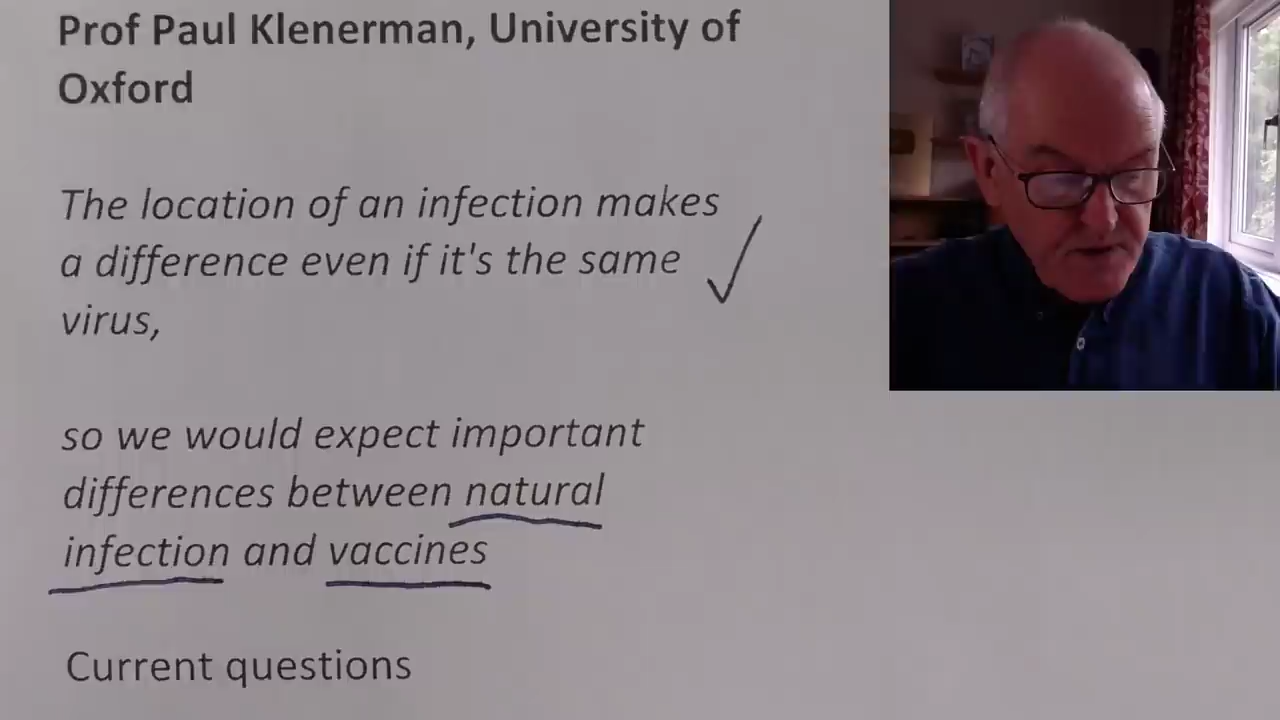 Prof Paul Klenerman, University of
Oxford
The location of an infection makes
a difference even if it's the same
virus,
so we would expect important
differences between natural
infection and vaccines
Current questions